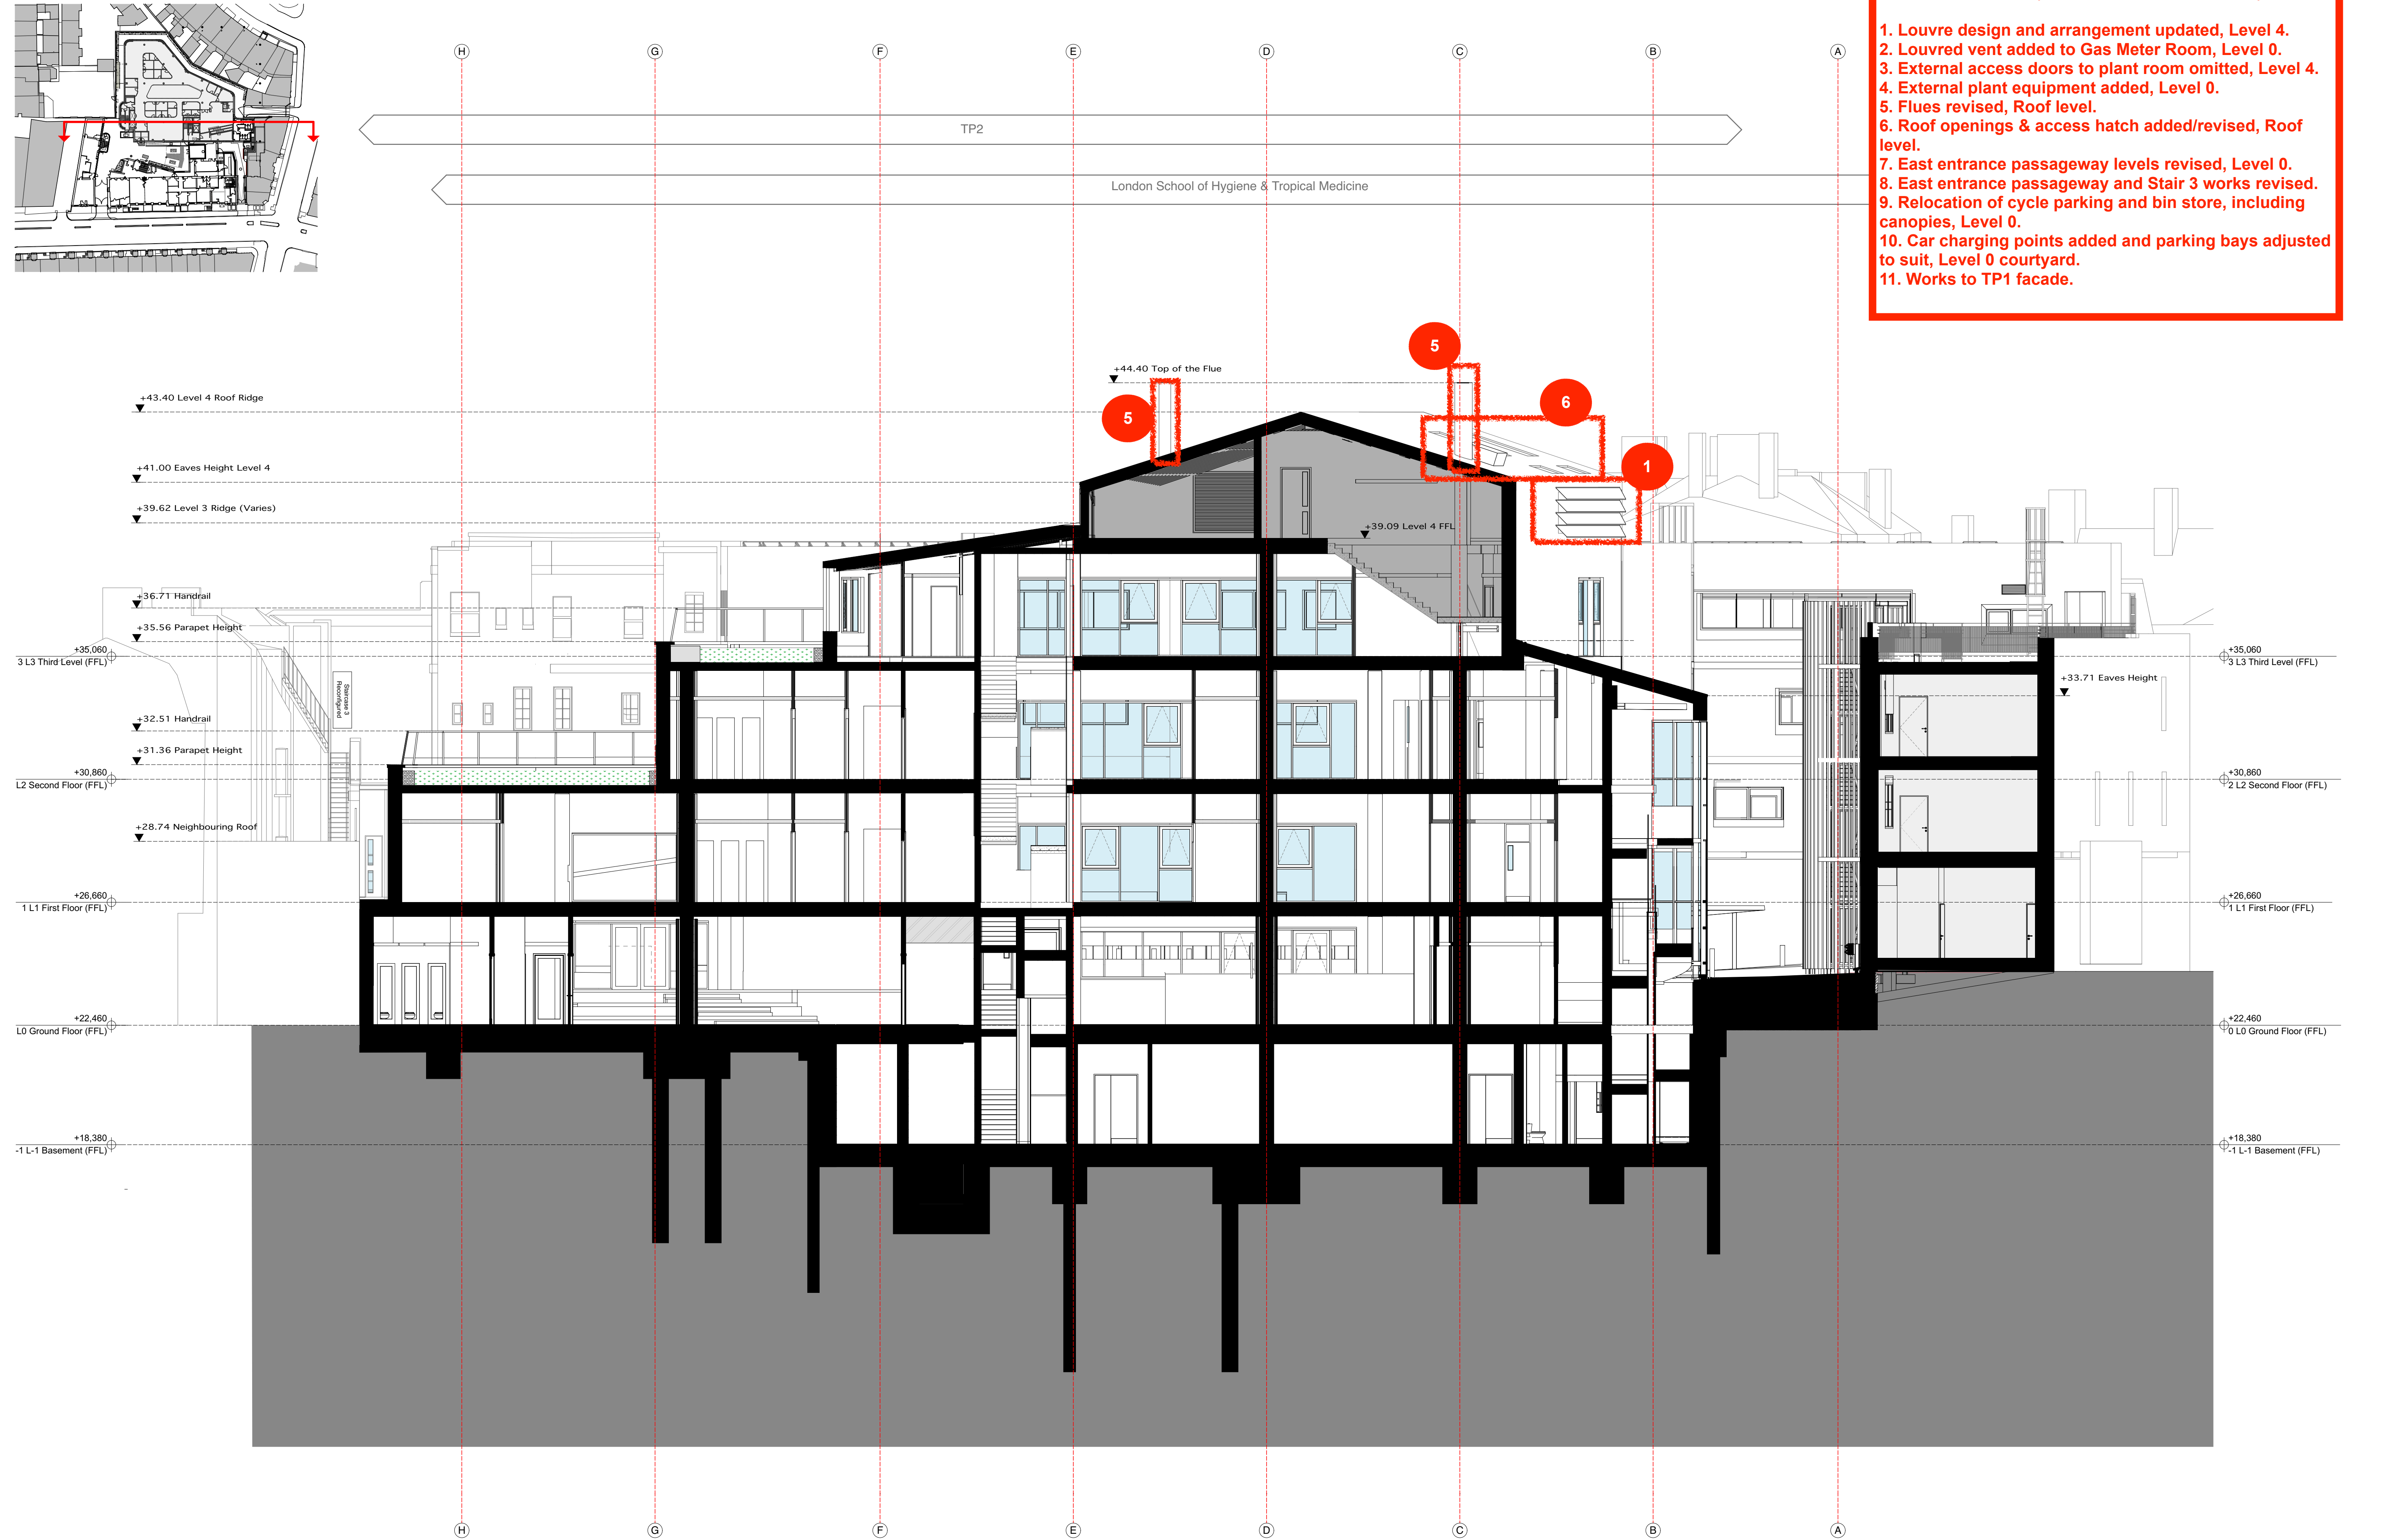 1. Louvre design and arrangement updated, Level 4.
2. Louvred vent added to Gas Meter Room, Level 0.
3. External access doors to plant room omitted, Level 4.
4. External plant equipment added, Level 0.
5. Flues revised, Roof level.
6. Roof openings & access hatch added/revised, Roof
level.
7. East entrance passageway levels revised, Level 0.
8. East entrance passageway and Stair 3 works revised.
9. Relocation of cycle parking and bin store, including
canopies, Level 0.
10. Car charging points added and parking bays adjusted
to suit, Level 0 courtyard.
11. Works to TP1 facade.
H
G
F
E
D
C
B
A
TP2
London School of Hygiene & Tropical Medicine
5
+44.40 Top of the Flue
+43.40 Level 4 Roof Ridge
5
6
+41.00 Eaves Height Level 4
1
+39.62 Level 3 Ridge (Varies)
+39.09 Level 4 FFL
+36.71 Handrail
+35.56 Parapet Height
+35,060
3 L3 Third Level (FFL)
+35,060
3 L3 Third Level (FFL)
+33.71 Eaves Height
Staircase 3
Reconfigured
+32.51 Handrail
+31.36 Parapet Height
+30,860
L2 Second Floor (FFL)
+30,860
2 L2 Second Floor (FFL)
+28.74 Neighbouring Roof
+26,660
1 L1 First Floor (FFL)
+26,660
1 L1 First Floor (FFL)
+22,460
L0 Ground Floor (FFL)
+22,460
0 L0 Ground Floor (FFL)
+18,380
-1 L-1 Basement (FFL)
+18,380
-1 L-1 Basement (FFL)
H
G
F
E
D
C
B
A